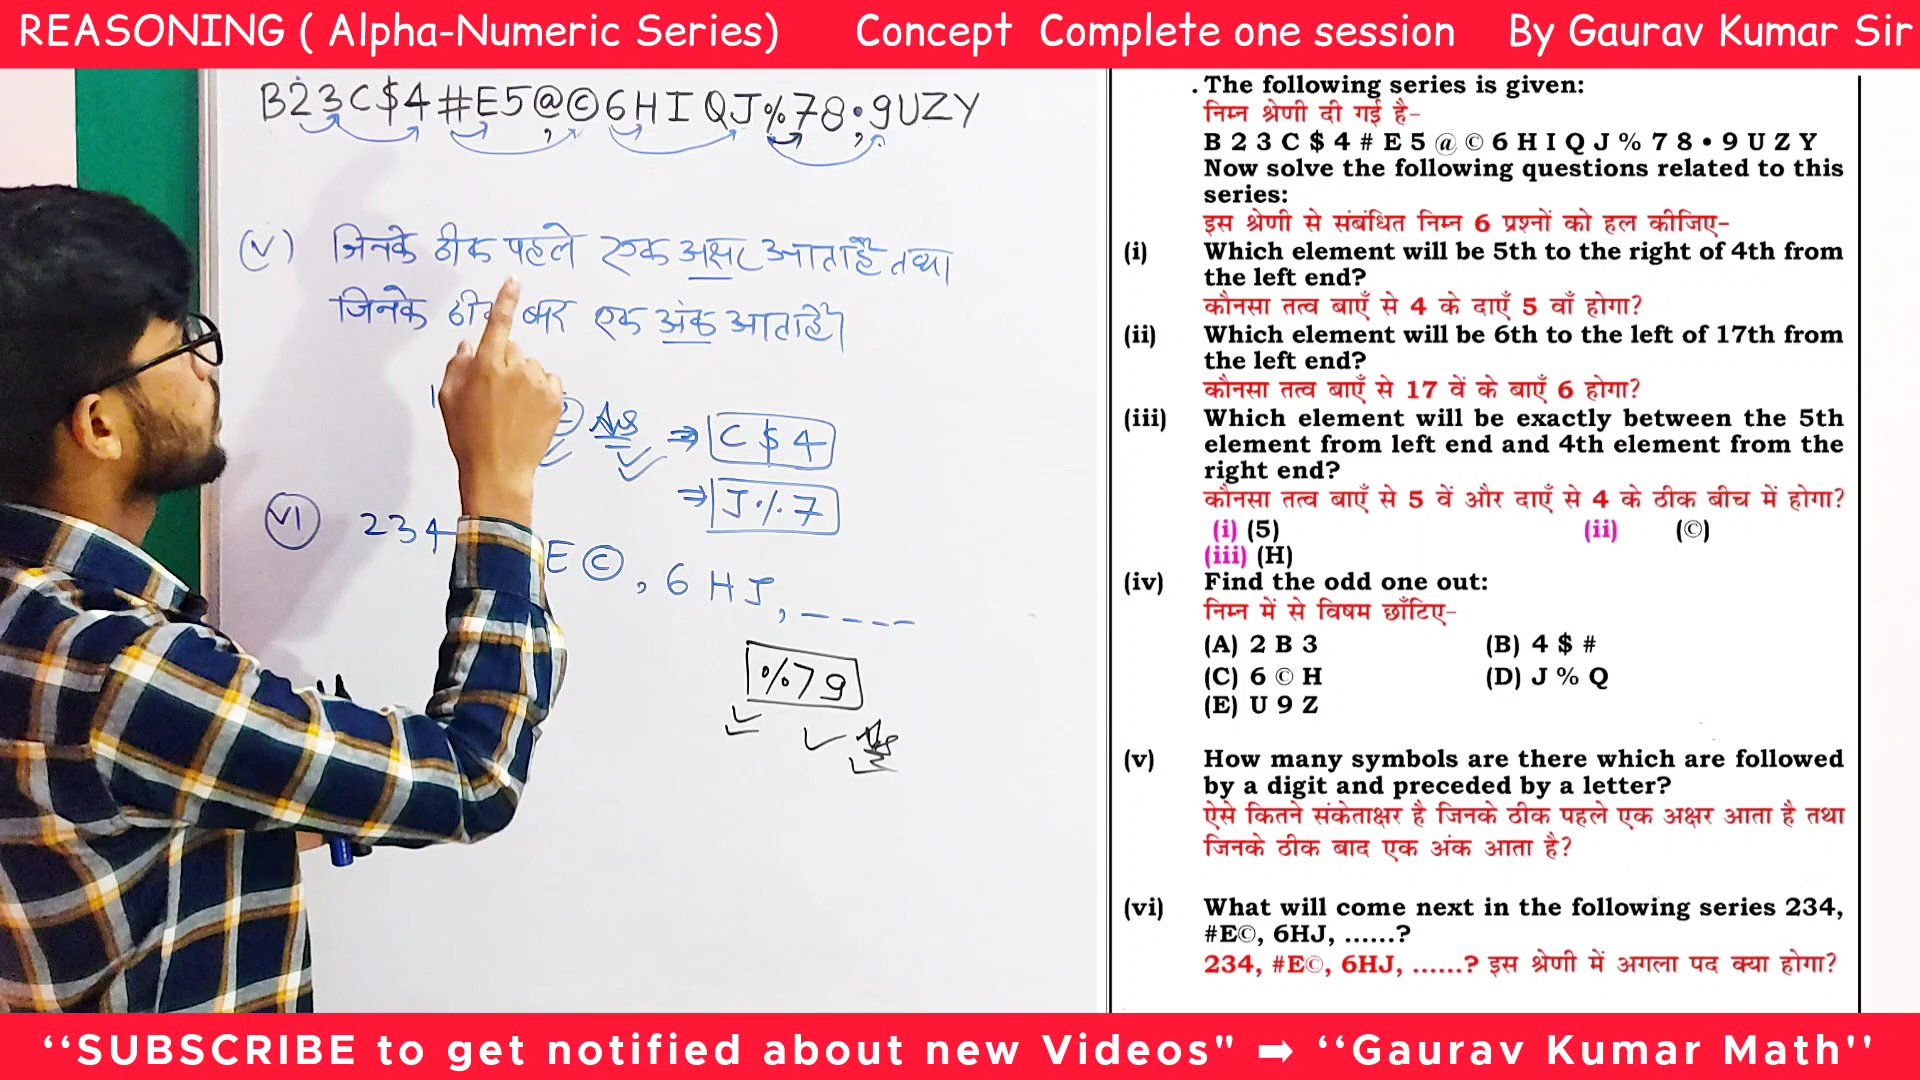 REASONING ( Alpha-Numeric Series) Concept Complete one session By Gaurav Kumar Sir
B23C$4#E5@©6HIQJ%78•9UZY
(v) जिनके ठीक पहले एक अक्षर आता है तथा
जिनके ठीक बाद एक अंक आता है।
Ans ⇒ C $ 4
⇒ J % 7
VI 234
E ©, 6 H J, ----
%79
Ans
. The following series is given:
निम्न श्रेणी दी गई है-
B 2 3 C $ 4 # E 5 @ © 6 H I Q J % 7 8 • 9 U Z Y
Now solve the following questions related to this
series:
इस श्रेणी से संबंधित निम्न 6 प्रश्नों को हल कीजिए-
(i) Which element will be 5th to the right of 4th from
the left end?
कौनसा तत्व बाएँ से 4 के दाएँ 5 वाँ होगा?
(ii) Which element will be 6th to the left of 17th from
the left end?
कौनसा तत्व बाएँ से 17 वें के बाएँ 6 होगा?
(iii) Which element will be exactly between the 5th
element from left end and 4th element from the
right end?
कौनसा तत्व बाएँ से 5 वें और दाएँ से 4 के ठीक बीच में होगा?
(i) (5) (ii) (©)
(iii) (H)
(iv) Find the odd one out:
निम्न में से विषम छाँटिए-
(A) 2 B 3 (B) 4 $ #
(C) 6 © H (D) J % Q
(E) U 9 Z
(v) How many symbols are there which are followed
by a digit and preceded by a letter?
ऐसे कितने संकेताक्षर है जिनके ठीक पहले एक अक्षर आता है तथा
जिनके ठीक बाद एक अंक आता है?
(vi) What will come next in the following series 234,
#E©, 6HJ, ......?
234, #E©, 6HJ, ......? इस श्रेणी में अगला पद क्या होगा?
‘‘SUBSCRIBE to get notified about new Videos" ➡ ‘‘Gaurav Kumar Math''